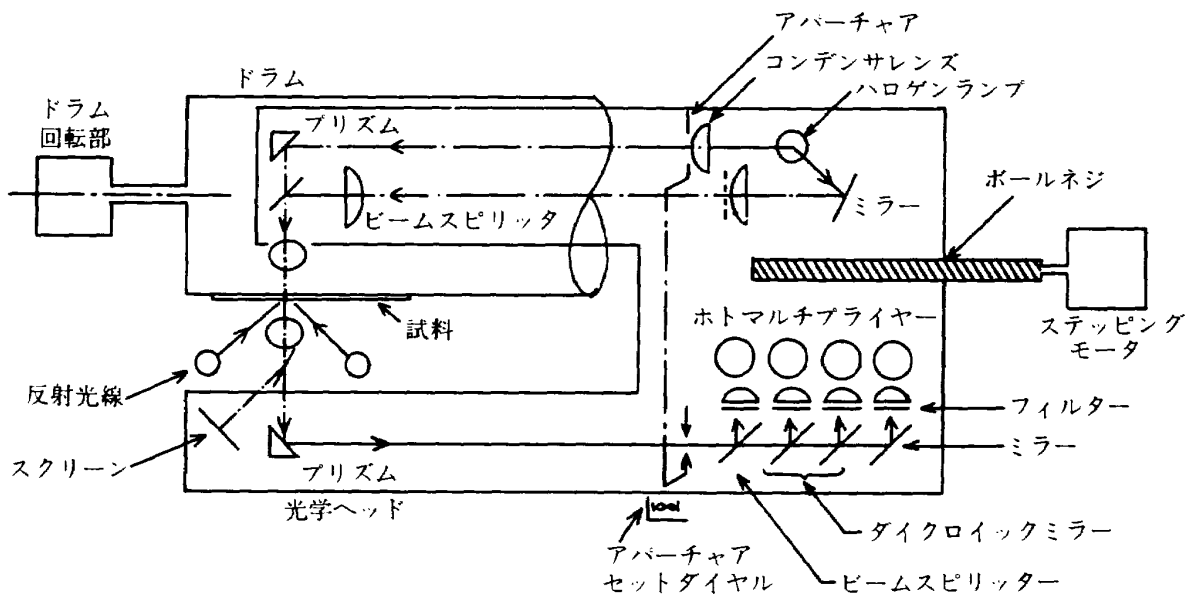 アパーチャア
コンデンサレンズ
ハロゲンランプ
ドラム
ドラム
回転部
プリズム
ボールネジ
ミラー
ビームスピリッタ
試料
ホトマルチプライヤー
ステッピング
モータ
反射光線
フィルター
ミラー
スクリーン
プリズム
光学ヘッド
ダイクロイックミラー
アパーチャア
セットダイヤル
ビームスピリッター